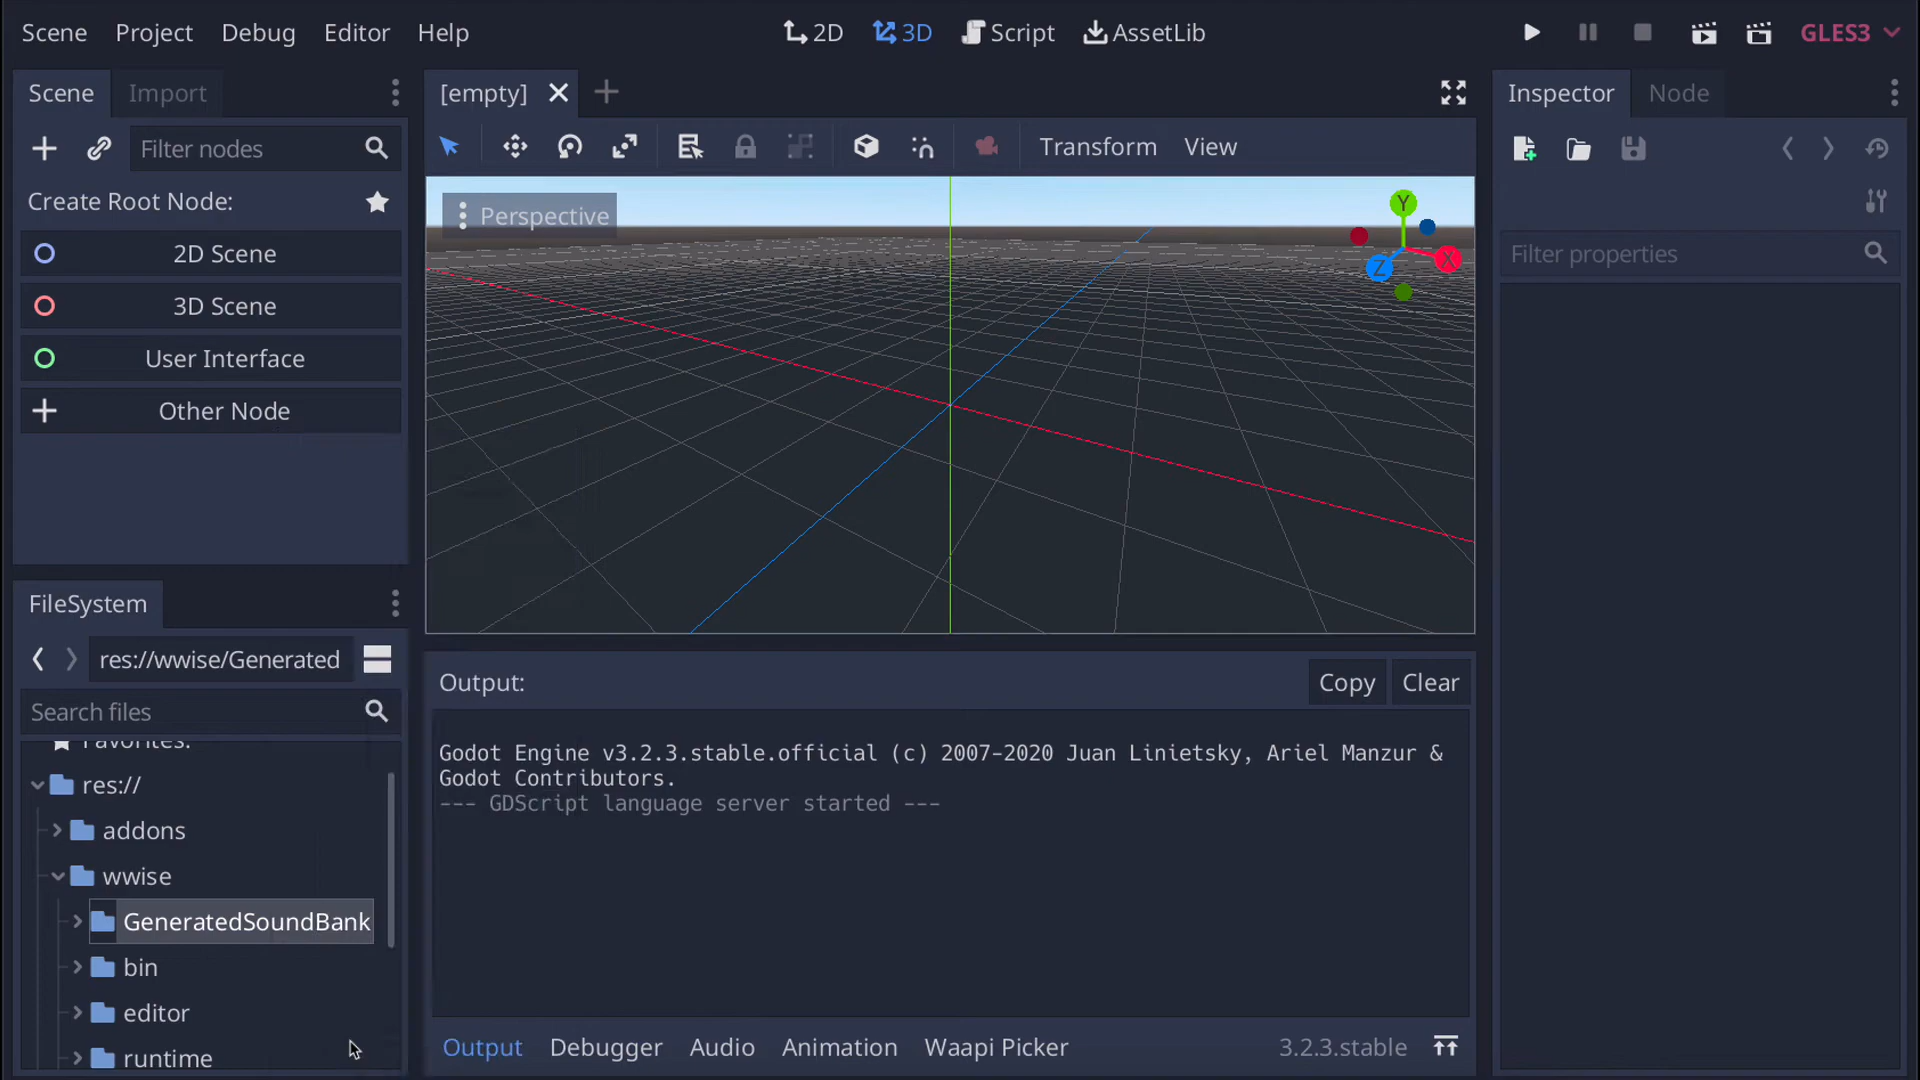 Scene Project Debug Editor Help 2D 3D Script AssetLib GLES3
Scene Import
[empty]
Inspector Node
Filter nodes
Transform View
Create Root Node:
2D Scene
3D Scene
User Interface
Other Node
Perspective
Y
X
Z
Filter properties
FileSystem
res://wwise/Generated
Search files
Favorites:
res://
addons
wwise
GeneratedSoundBank
bin
editor
runtime
Output:
Copy Clear
Godot Engine v3.2.3.stable.official (c) 2007-2020 Juan Linietsky, Ariel Manzur &
Godot Contributors.
--- GDScript language server started ---
Output Debugger Audio Animation Waapi Picker 3.2.3.stable